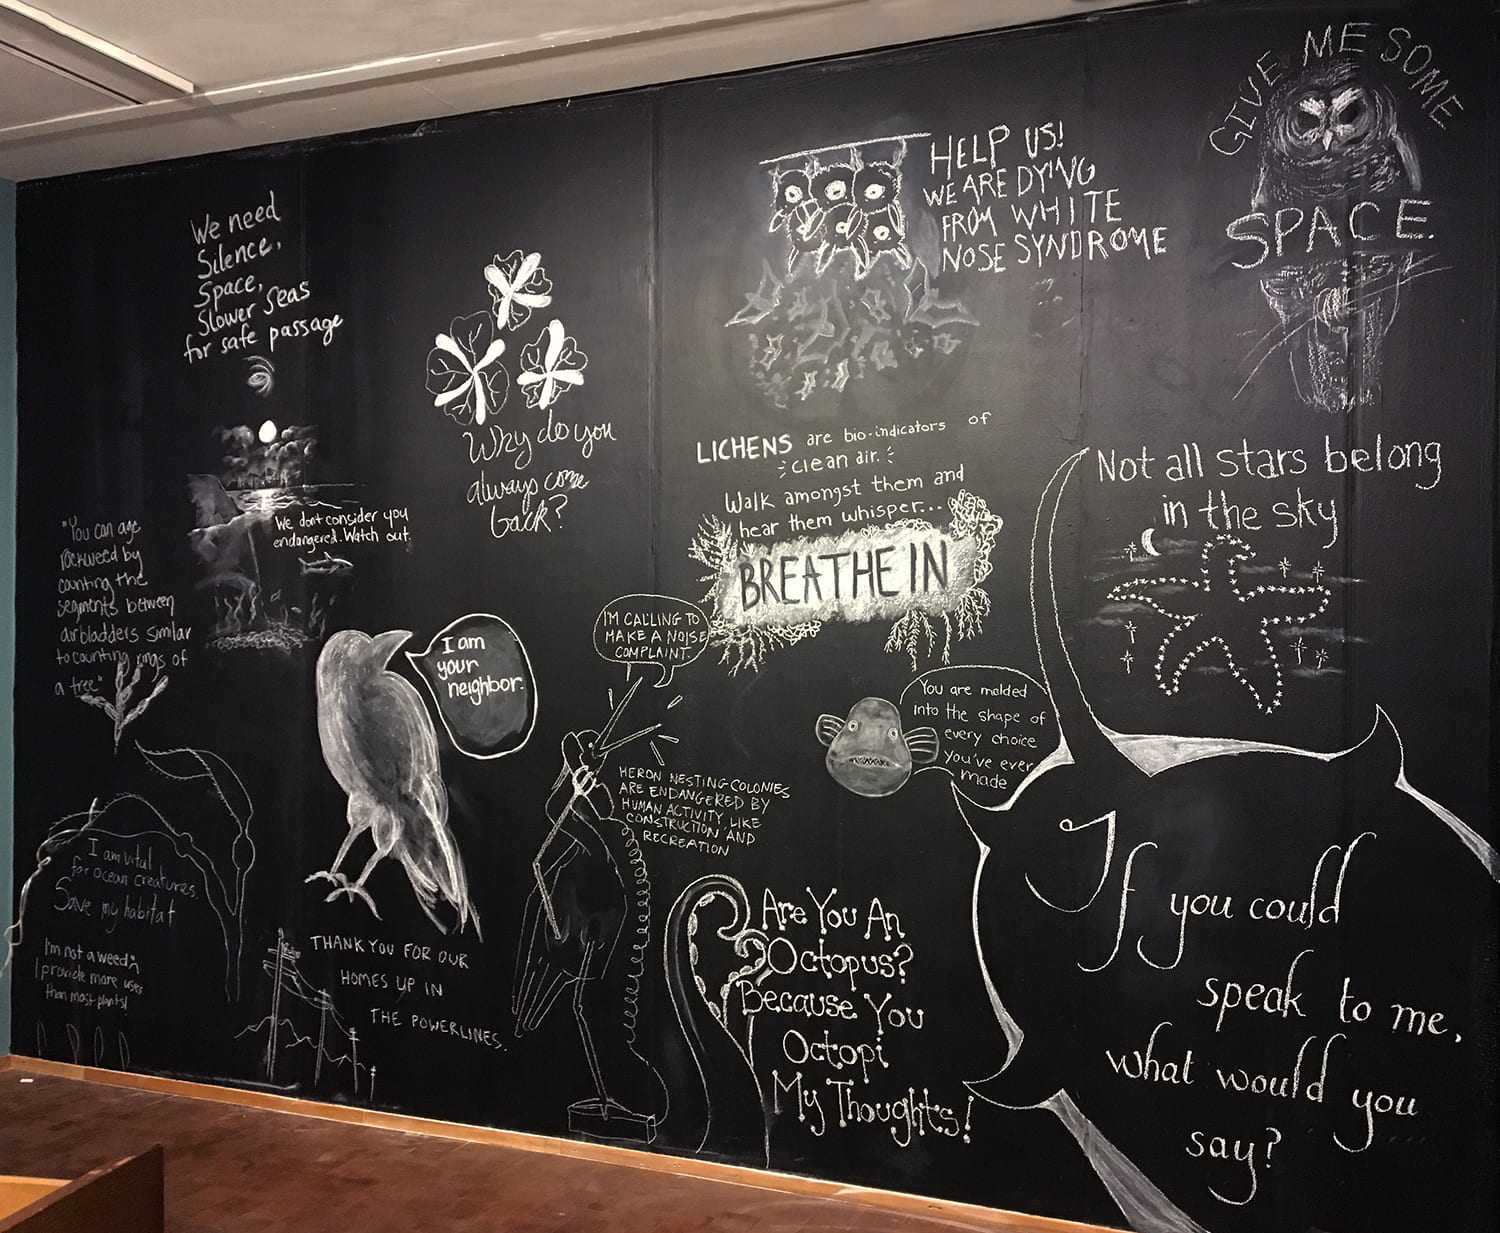 We need
Silence,
Space,
Slower Seas
for safe passage
We don't consider you
endangered. Watch out.
"You can age
rockweed by
counting the
segments between
air bladders similar
to counting rings of
a tree"
I am vital
for ocean creatures.
Save my habitat
I'm not a weed
I provide more uses
than most plants!
Why do you
always come
back?
I am
your
neighbor.
THANK YOU FOR OUR
HOMES UP IN
THE POWERLINES.
I'M CALLING TO
MAKE A NOISE
COMPLAINT.
HERON NESTING COLONIES
ARE ENDANGERED BY
HUMAN ACTIVITY LIKE
CONSTRUCTION AND
RECREATION
HELP US!
WE ARE DYING
FROM WHITE
NOSE SYNDROME
LICHENS are bio-indicators of
clean air.
Walk amongst them and
hear them whisper...
BREATHE IN
You are molded
into the shape of
every choice
you've ever
made
Are You An
Octopus?
Because You
Octopi
My Thoughts!
GIVE ME SOME
SPACE.
Not all stars belong
in the sky
If you could
speak to me,
what would you
say?